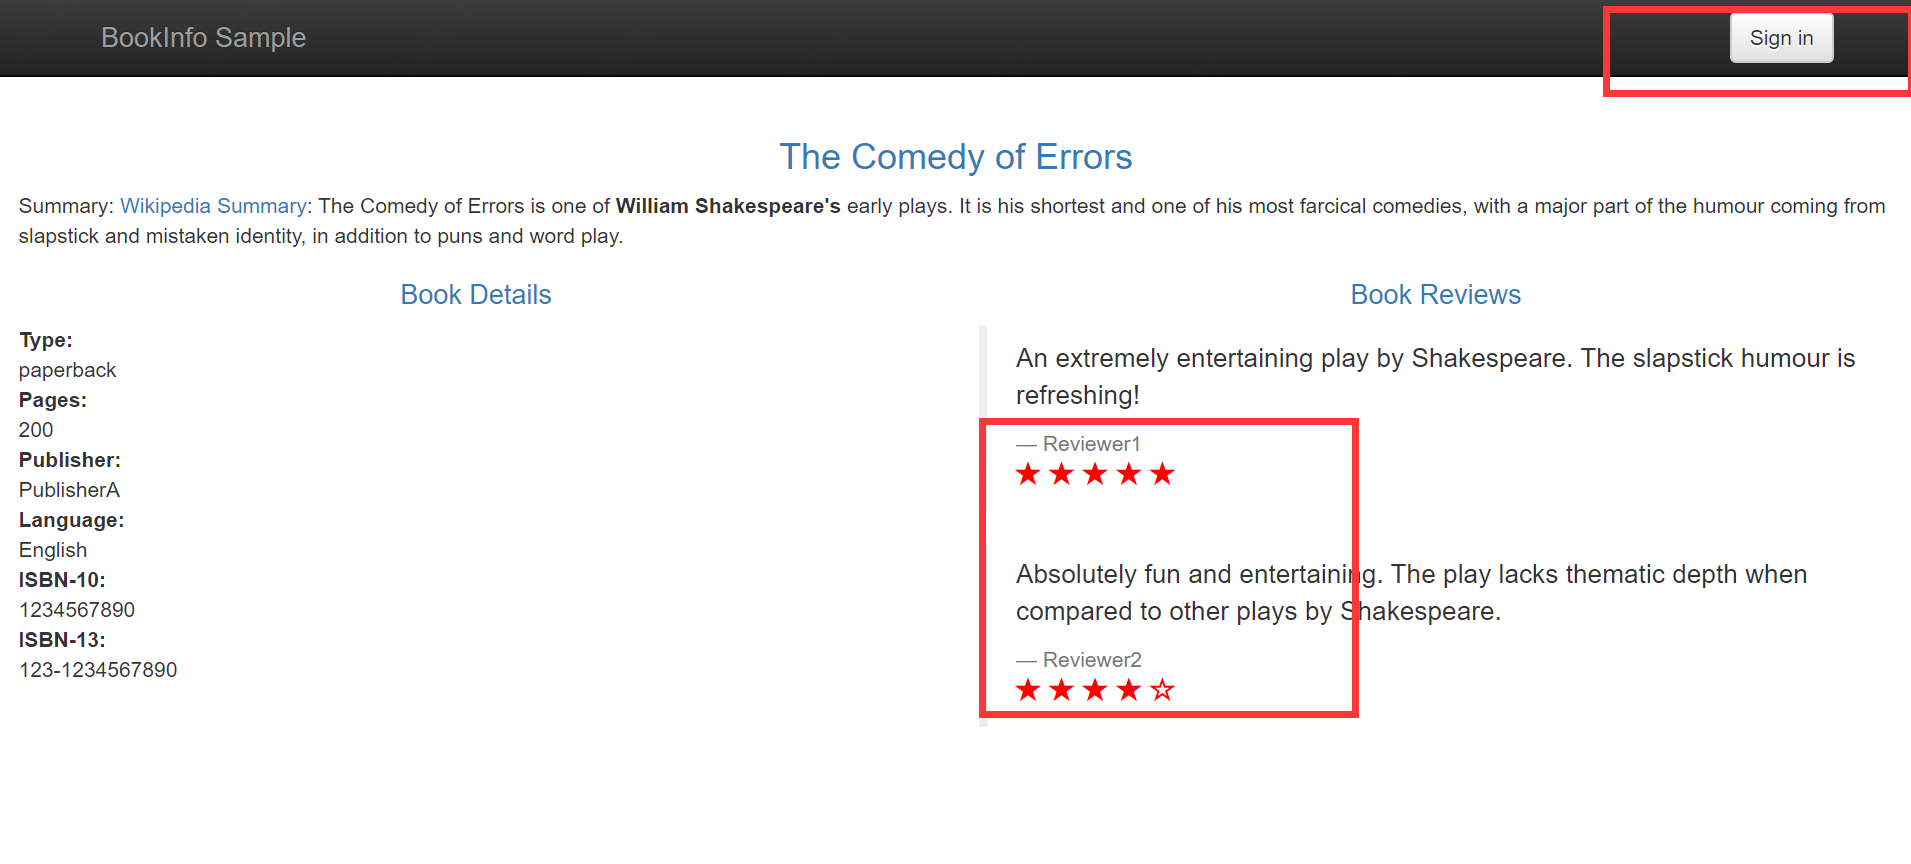 BookInfo Sample
Sign in
The Comedy of Errors
Summary: Wikipedia Summary: The Comedy of Errors is one of William Shakespeare's early plays. It is his shortest and one of his most farcical comedies, with a major part of the humour coming from
slapstick and mistaken identity, in addition to puns and word play.
Book Details
Type:
paperback
Pages:
200
Publisher:
PublisherA
Language:
English
ISBN-10:
1234567890
ISBN-13:
123-1234567890
Book Reviews
An extremely entertaining play by Shakespeare. The slapstick humour is
refreshing!
— Reviewer1
★★★★★
Absolutely fun and entertaining. The play lacks thematic depth when
compared to other plays by Shakespeare.
— Reviewer2
★★★★☆